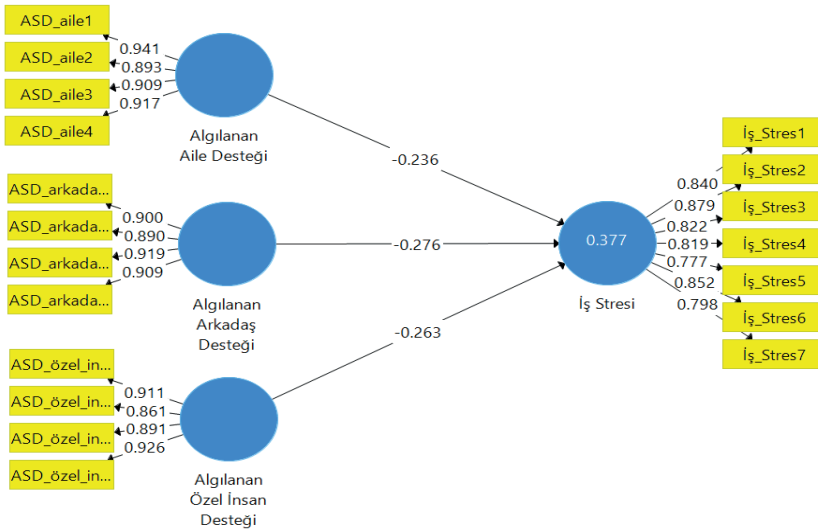 ASD_aile1
ASD_aile2
ASD_aile3
ASD_aile4
0.941
0.893
0.909
0.917
Algılanan
Aile Desteği
ASD_arkada...
ASD_arkada...
ASD_arkada...
ASD_arkada...
0.900
0.890
0.919
0.909
Algılanan
Arkadaş
Desteği
ASD_özel_in...
ASD_özel_in...
ASD_özel_in...
ASD_özel_in...
0.911
0.861
0.891
0.926
Algılanan
Özel İnsan
Desteği
-0.236
-0.276
-0.263
0.377
İş Stresi
0.840
0.879
0.822
0.819
0.777
0.852
0.798
İş_Stres1
İş_Stres2
İş_Stres3
İş_Stres4
İş_Stres5
İş_Stres6
İş_Stres7